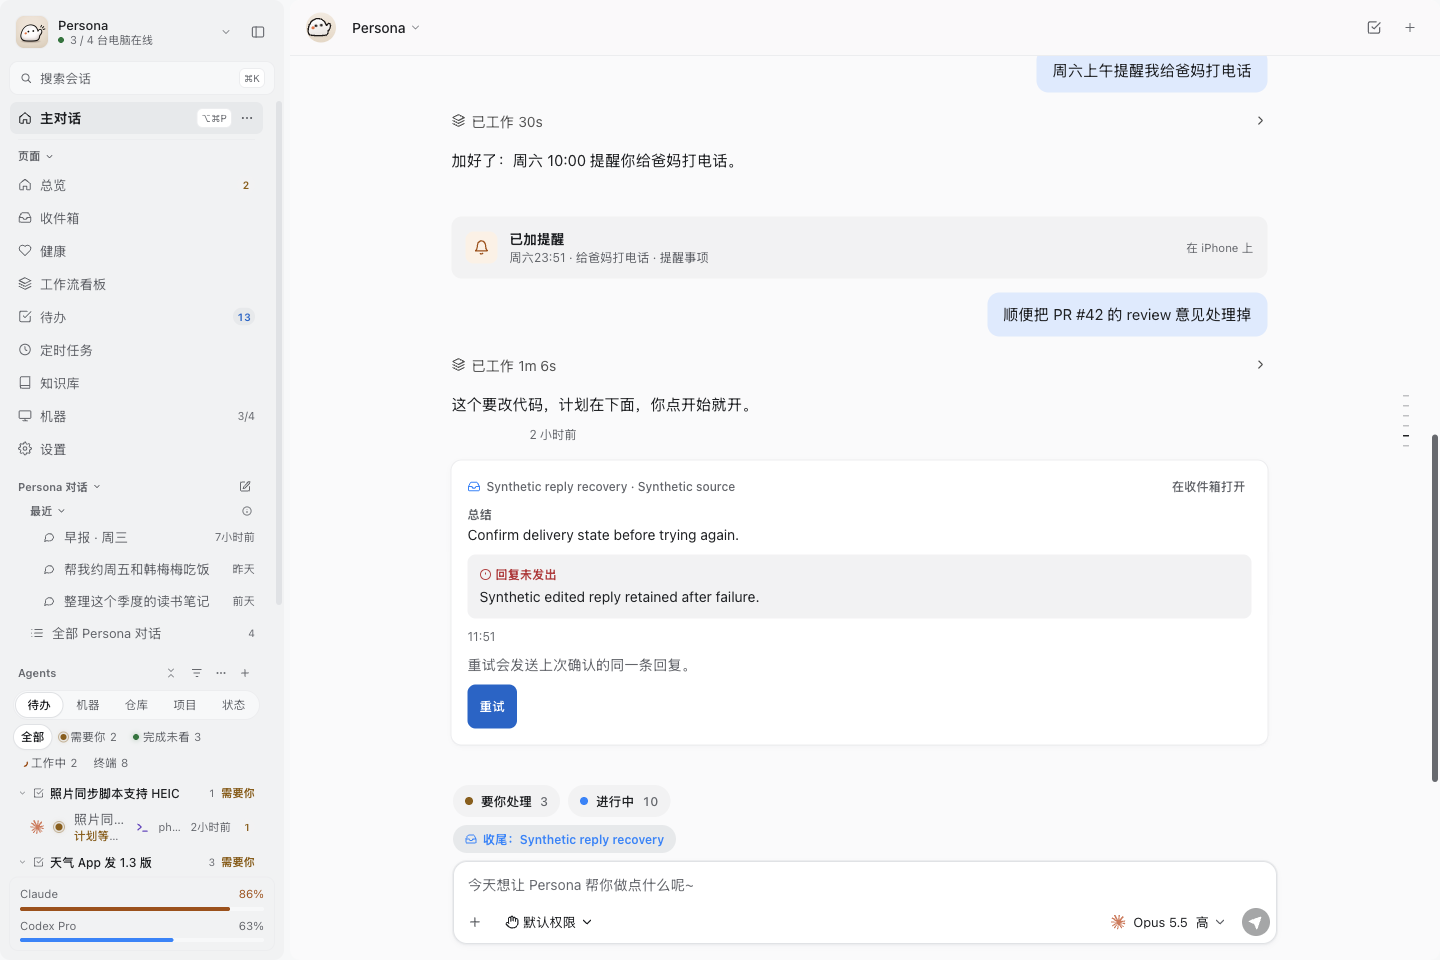 Persona
3 / 4 台电脑在线
搜索会话
⌘K
主对话
⌥⌘P
页面
总览
2
收件箱
健康
工作流看板
待办
13
定时任务
知识库
机器
3/4
设置
Persona 对话
最近
早报 · 周三
7小时前
帮我约周五和韩梅梅吃饭
昨天
整理这个季度的读书笔记
前天
全部 Persona 对话
4
Agents
待办
机器
仓库
项目
状态
全部
需要你 2
完成未看 3
工作中 2
终端 8
照片同步脚本支持 HEIC
1 需要你
照片同...
ph...
2小时前
1
计划等...
天气 App 发 1.3 版
3 需要你
Claude
86%
Codex Pro
63%
Persona
周六上午提醒我给爸妈打电话
已工作 30s
加好了：周六 10:00 提醒你给爸妈打电话。
已加提醒
周六23:51 · 给爸妈打电话 · 提醒事项
在 iPhone 上
顺便把 PR #42 的 review 意见处理掉
已工作 1m 6s
这个要改代码，计划在下面，你点开始就开。
2 小时前
Synthetic reply recovery · Synthetic source
在收件箱打开
总结
Confirm delivery state before trying again.
回复未发出
Synthetic edited reply retained after failure.
11:51
重试会发送上次确认的同一条回复。
重试
要你处理 3
进行中 10
收尾：Synthetic reply recovery
今天想让 Persona 帮你做点什么呢~
默认权限
Opus 5.5 高